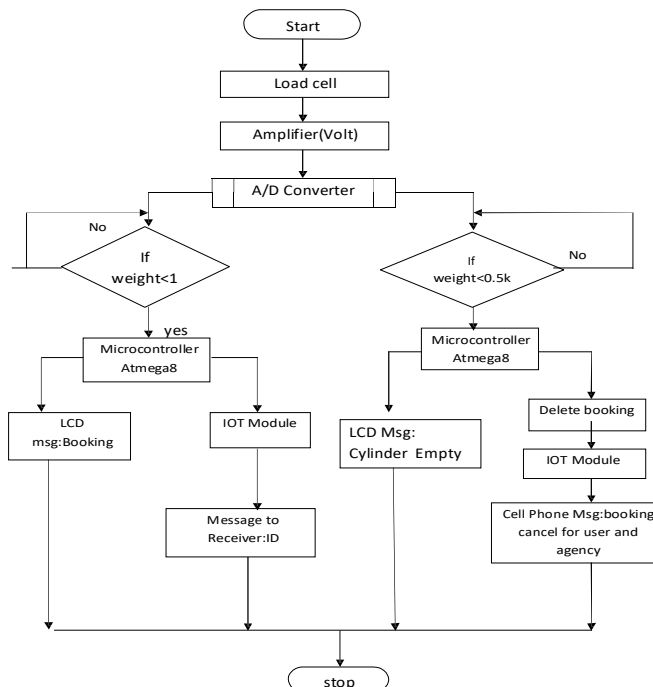 Start
Load cell
Amplifier(Volt)
A/D Converter
No
If
weight<1
yes
Microcontroller
Atmega8
LCD
msg:Booking
IOT Module
Message to
Receiver:ID
If
weight<0.5k
No
Microcontroller
Atmega8
LCD Msg:
Cylinder Empty
Delete booking
IOT Module
Cell Phone Msg:booking
cancel for user and
agency
stop